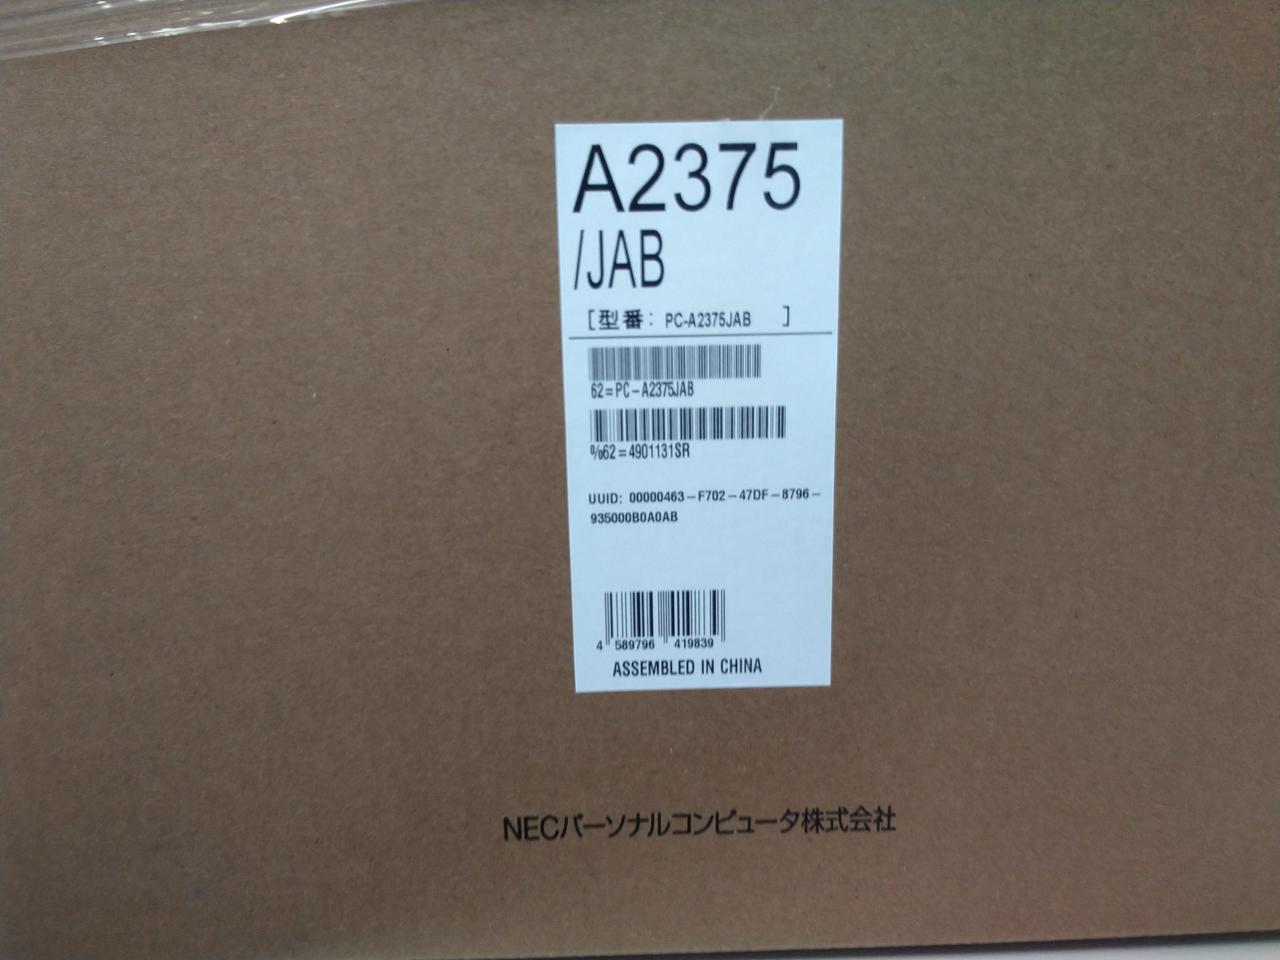 A2375
/JAB
[型番: PC-A2375JAB ]
62=PC-A2375JAB
%62=4901131SR
UUID: 00000463-F702-47DF-8796-
935000B0A0AB
4 589796 419839
ASSEMBLED IN CHINA
NECパーソナルコンピュータ株式会社